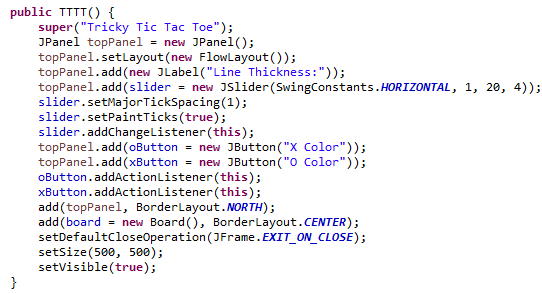 public TTTT() {
    super("Tricky Tic Tac Toe");
    JPanel topPanel = new JPanel();
    topPanel.setLayout(new FlowLayout());
    topPanel.add(new JLabel("Line Thickness:"));
    topPanel.add(slider = new JSlider(SwingConstants.HORIZONTAL, 1, 20, 4));
    slider.setMajorTickSpacing(1);
    slider.setPaintTicks(true);
    slider.addChangeListener(this);
    topPanel.add(oButton = new JButton("X Color"));
    topPanel.add(xButton = new JButton("O Color"));
    oButton.addActionListener(this);
    xButton.addActionListener(this);
    add(topPanel, BorderLayout.NORTH);
    add(board = new Board(), BorderLayout.CENTER);
    setDefaultCloseOperation(JFrame.EXIT_ON_CLOSE);
    setSize(500, 500);
    setVisible(true);
}